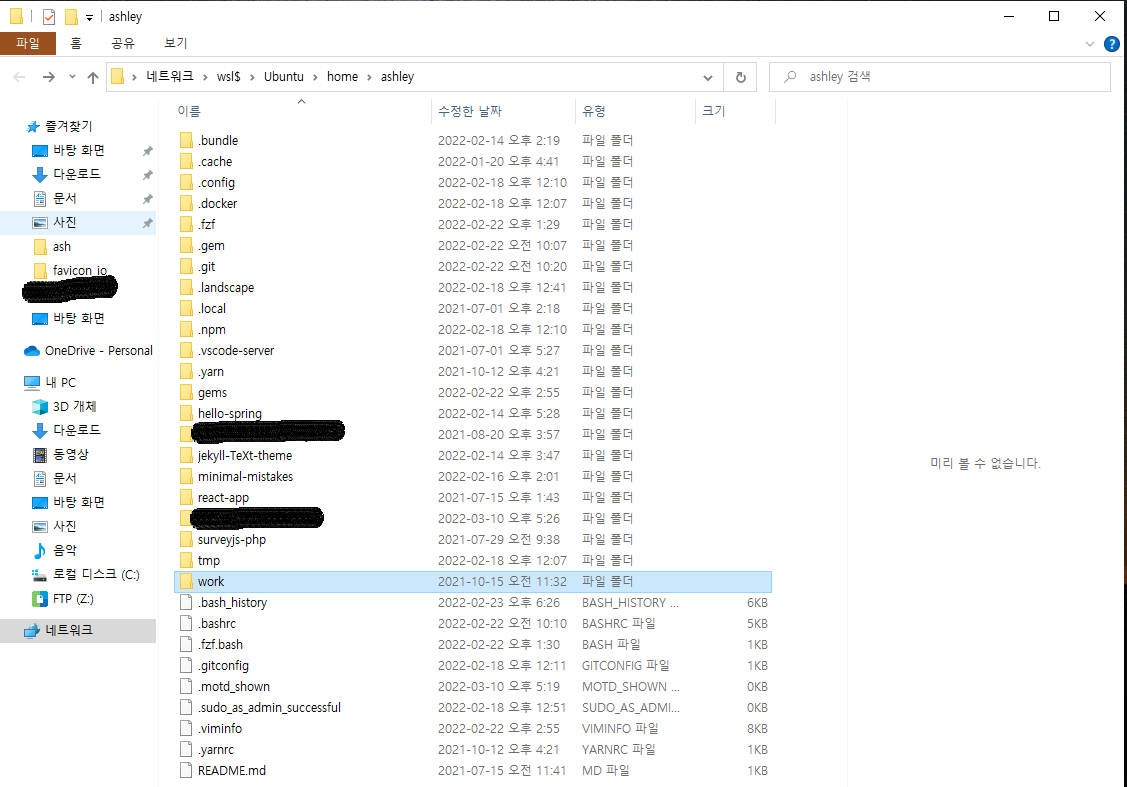 ashley
파일 홈 공유 보기
네트워크 › wsl$ › Ubuntu › home › ashley
ashley 검색
즐겨찾기
바탕 화면
다운로드
문서
사진
ash
favicon_io
바탕 화면
OneDrive - Personal
내 PC
3D 개체
다운로드
동영상
문서
바탕 화면
사진
음악
로컬 디스크 (C:)
FTP (Z:)
네트워크
이름 수정한 날짜 유형 크기
.bundle 2022-02-14 오후 2:19 파일 폴더
.cache 2022-01-20 오후 4:41 파일 폴더
.config 2022-02-18 오후 12:10 파일 폴더
.docker 2022-02-18 오후 12:07 파일 폴더
.fzf 2022-02-22 오후 1:29 파일 폴더
.gem 2022-02-22 오전 10:07 파일 폴더
.git 2022-02-22 오전 10:20 파일 폴더
.landscape 2022-02-18 오후 12:41 파일 폴더
.local 2021-07-01 오후 2:18 파일 폴더
.npm 2022-02-18 오후 12:10 파일 폴더
.vscode-server 2021-07-01 오후 5:27 파일 폴더
.yarn 2021-10-12 오후 4:21 파일 폴더
gems 2022-02-22 오후 2:55 파일 폴더
hello-spring 2022-02-14 오후 5:28 파일 폴더
2021-08-20 오후 3:57 파일 폴더
jekyll-TeXt-theme 2022-02-14 오후 3:47 파일 폴더
minimal-mistakes 2022-02-16 오후 2:01 파일 폴더
react-app 2021-07-15 오후 1:43 파일 폴더
2022-03-10 오후 5:26 파일 폴더
surveyjs-php 2021-07-29 오전 9:38 파일 폴더
tmp 2022-02-18 오후 12:07 파일 폴더
work 2021-10-15 오전 11:32 파일 폴더
.bash_history 2022-02-23 오후 6:26 BASH_HISTORY ... 6KB
.bashrc 2022-02-22 오전 10:10 BASHRC 파일 5KB
.fzf.bash 2022-02-22 오후 1:30 BASH 파일 1KB
.gitconfig 2022-02-18 오후 12:11 GITCONFIG 파일 1KB
.motd_shown 2022-03-10 오후 5:19 MOTD_SHOWN ... 0KB
.sudo_as_admin_successful 2022-02-18 오후 12:51 SUDO_AS_ADMI... 0KB
.viminfo 2022-02-22 오후 2:55 VIMINFO 파일 8KB
.yarnrc 2021-10-12 오후 4:21 YARNRC 파일 1KB
README.md 2021-07-15 오전 11:41 MD 파일 1KB
미리 볼 수 없습니다.